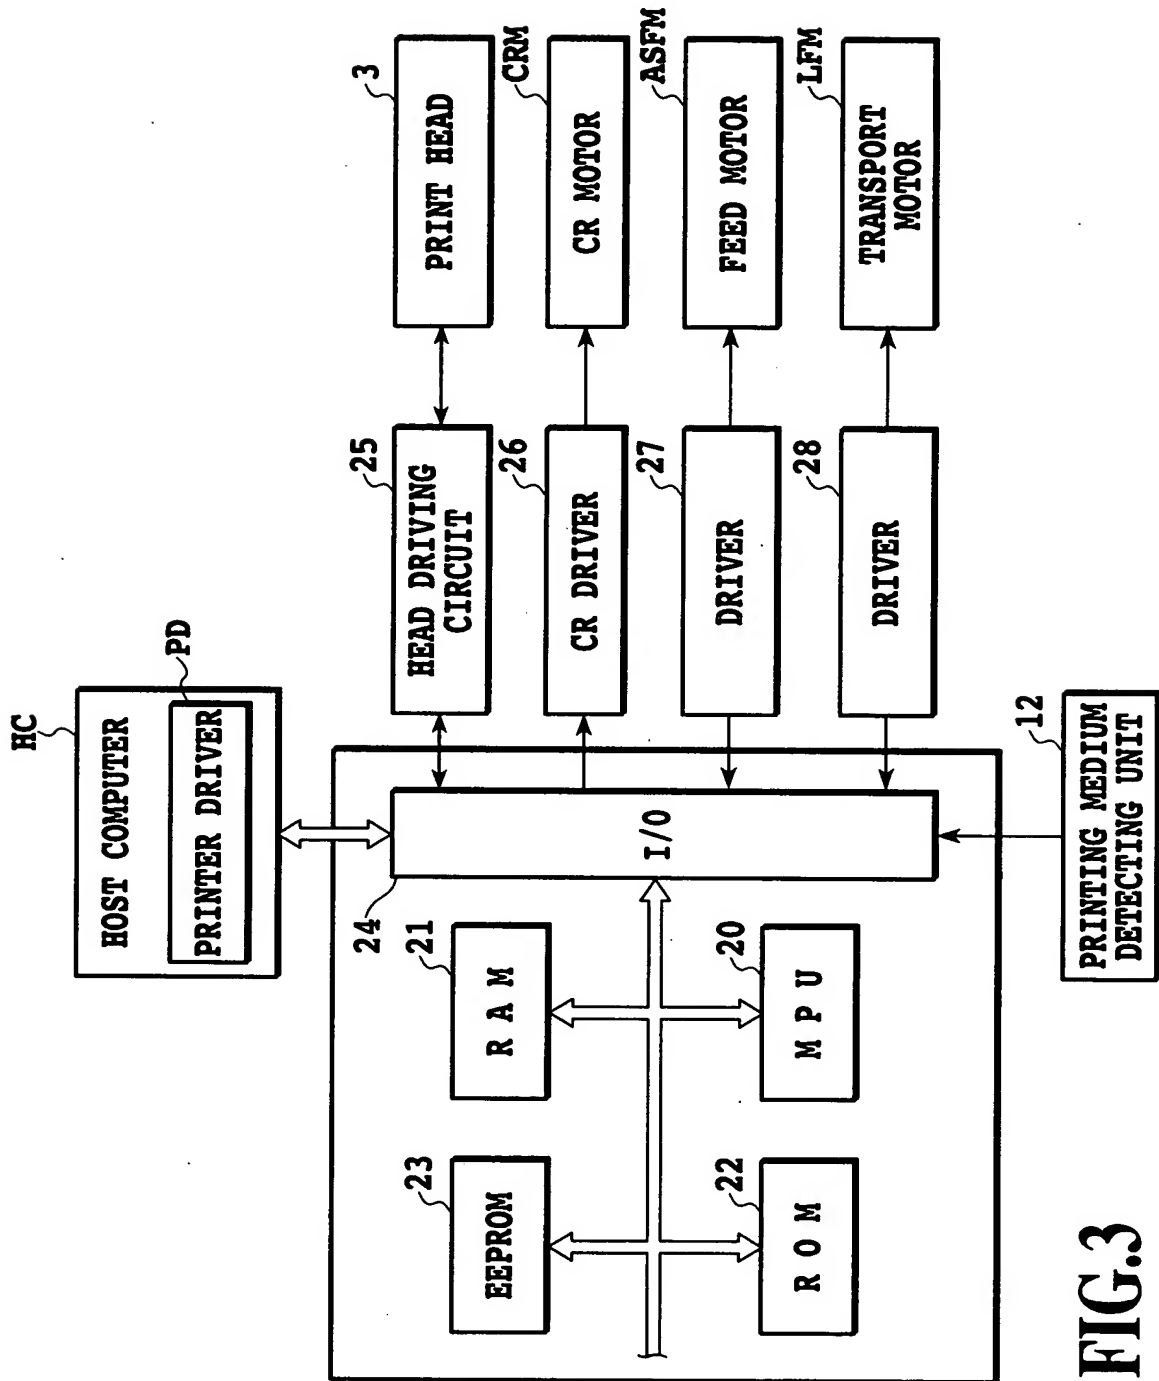 HC
HOST COMPUTER
PD
PRINTER DRIVER
23
EEPROM
21
RAM
24
I/O
22
ROM
20
MPU
25
HEAD DRIVING
CIRCUIT
3
PRINT HEAD
26
CR DRIVER
CRM
CR MOTOR
27
DRIVER
ASFM
FEED MOTOR
28
DRIVER
LFM
TRANSPORT
MOTOR
12
PRINTING MEDIUM
DETECTING UNIT
FIG.3